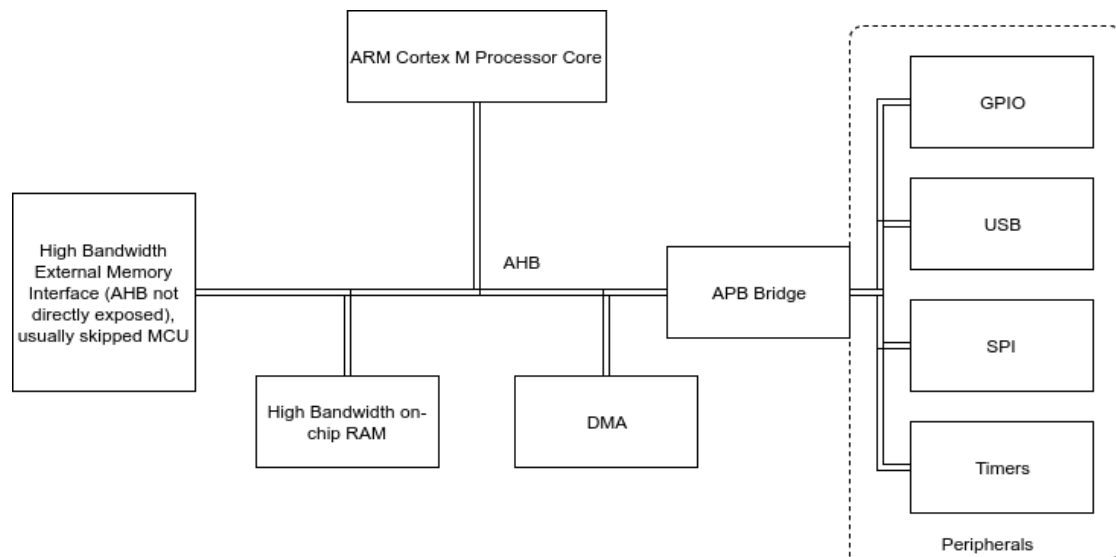 ARM Cortex M Processor Core
GPIO
High Bandwidth
External Memory
Interface (AHB not
directly exposed),
usually skipped MCU
USB
AHB
APB Bridge
SPI
High Bandwidth on-
chip RAM
DMA
Timers
Peripherals